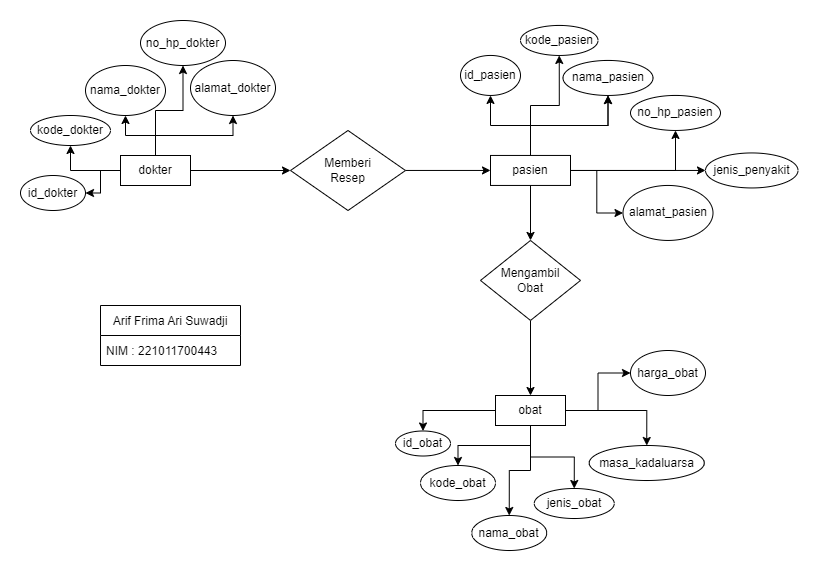 no_hp_dokter
nama_dokter
alamat_dokter
kode_dokter
id_dokter
dokter
Memberi
Resep
kode_pasien
id_pasien
nama_pasien
no_hp_pasien
pasien
jenis_penyakit
alamat_pasien
Mengambil
Obat
Arif Frima Ari Suwadji
NIM : 221011700443
harga_obat
obat
id_obat
masa_kadaluarsa
kode_obat
jenis_obat
nama_obat